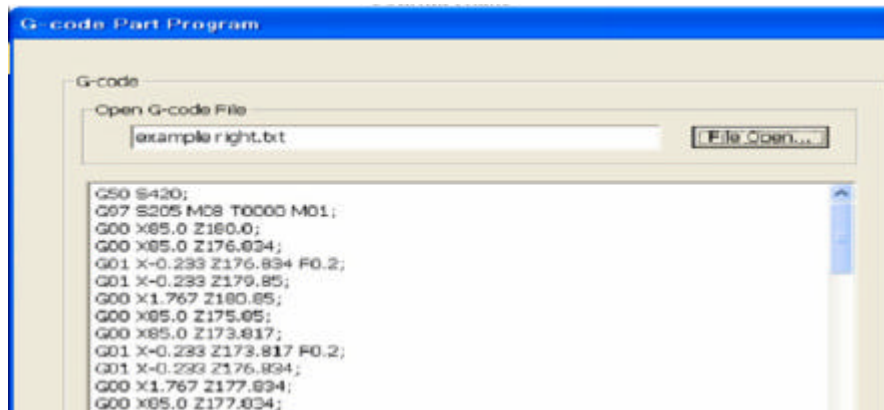 G-code Part Program
G-code
Open G-code File
example right.txt
File Open...
G50 S420;
G97 S205 M08 T0000 M01;
G00 X85.0 Z180.0;
G00 X85.0 Z176.834;
G01 X-0.233 Z176.834 F0.2;
G01 X-0.233 Z179.85;
G00 X1.767 Z180.85;
G00 X85.0 Z175.85;
G00 X85.0 Z173.817;
G01 X-0.233 Z173.817 F0.2;
G01 X-0.233 Z176.834;
G00 X1.767 Z177.834;
G00 X85.0 Z177.834;